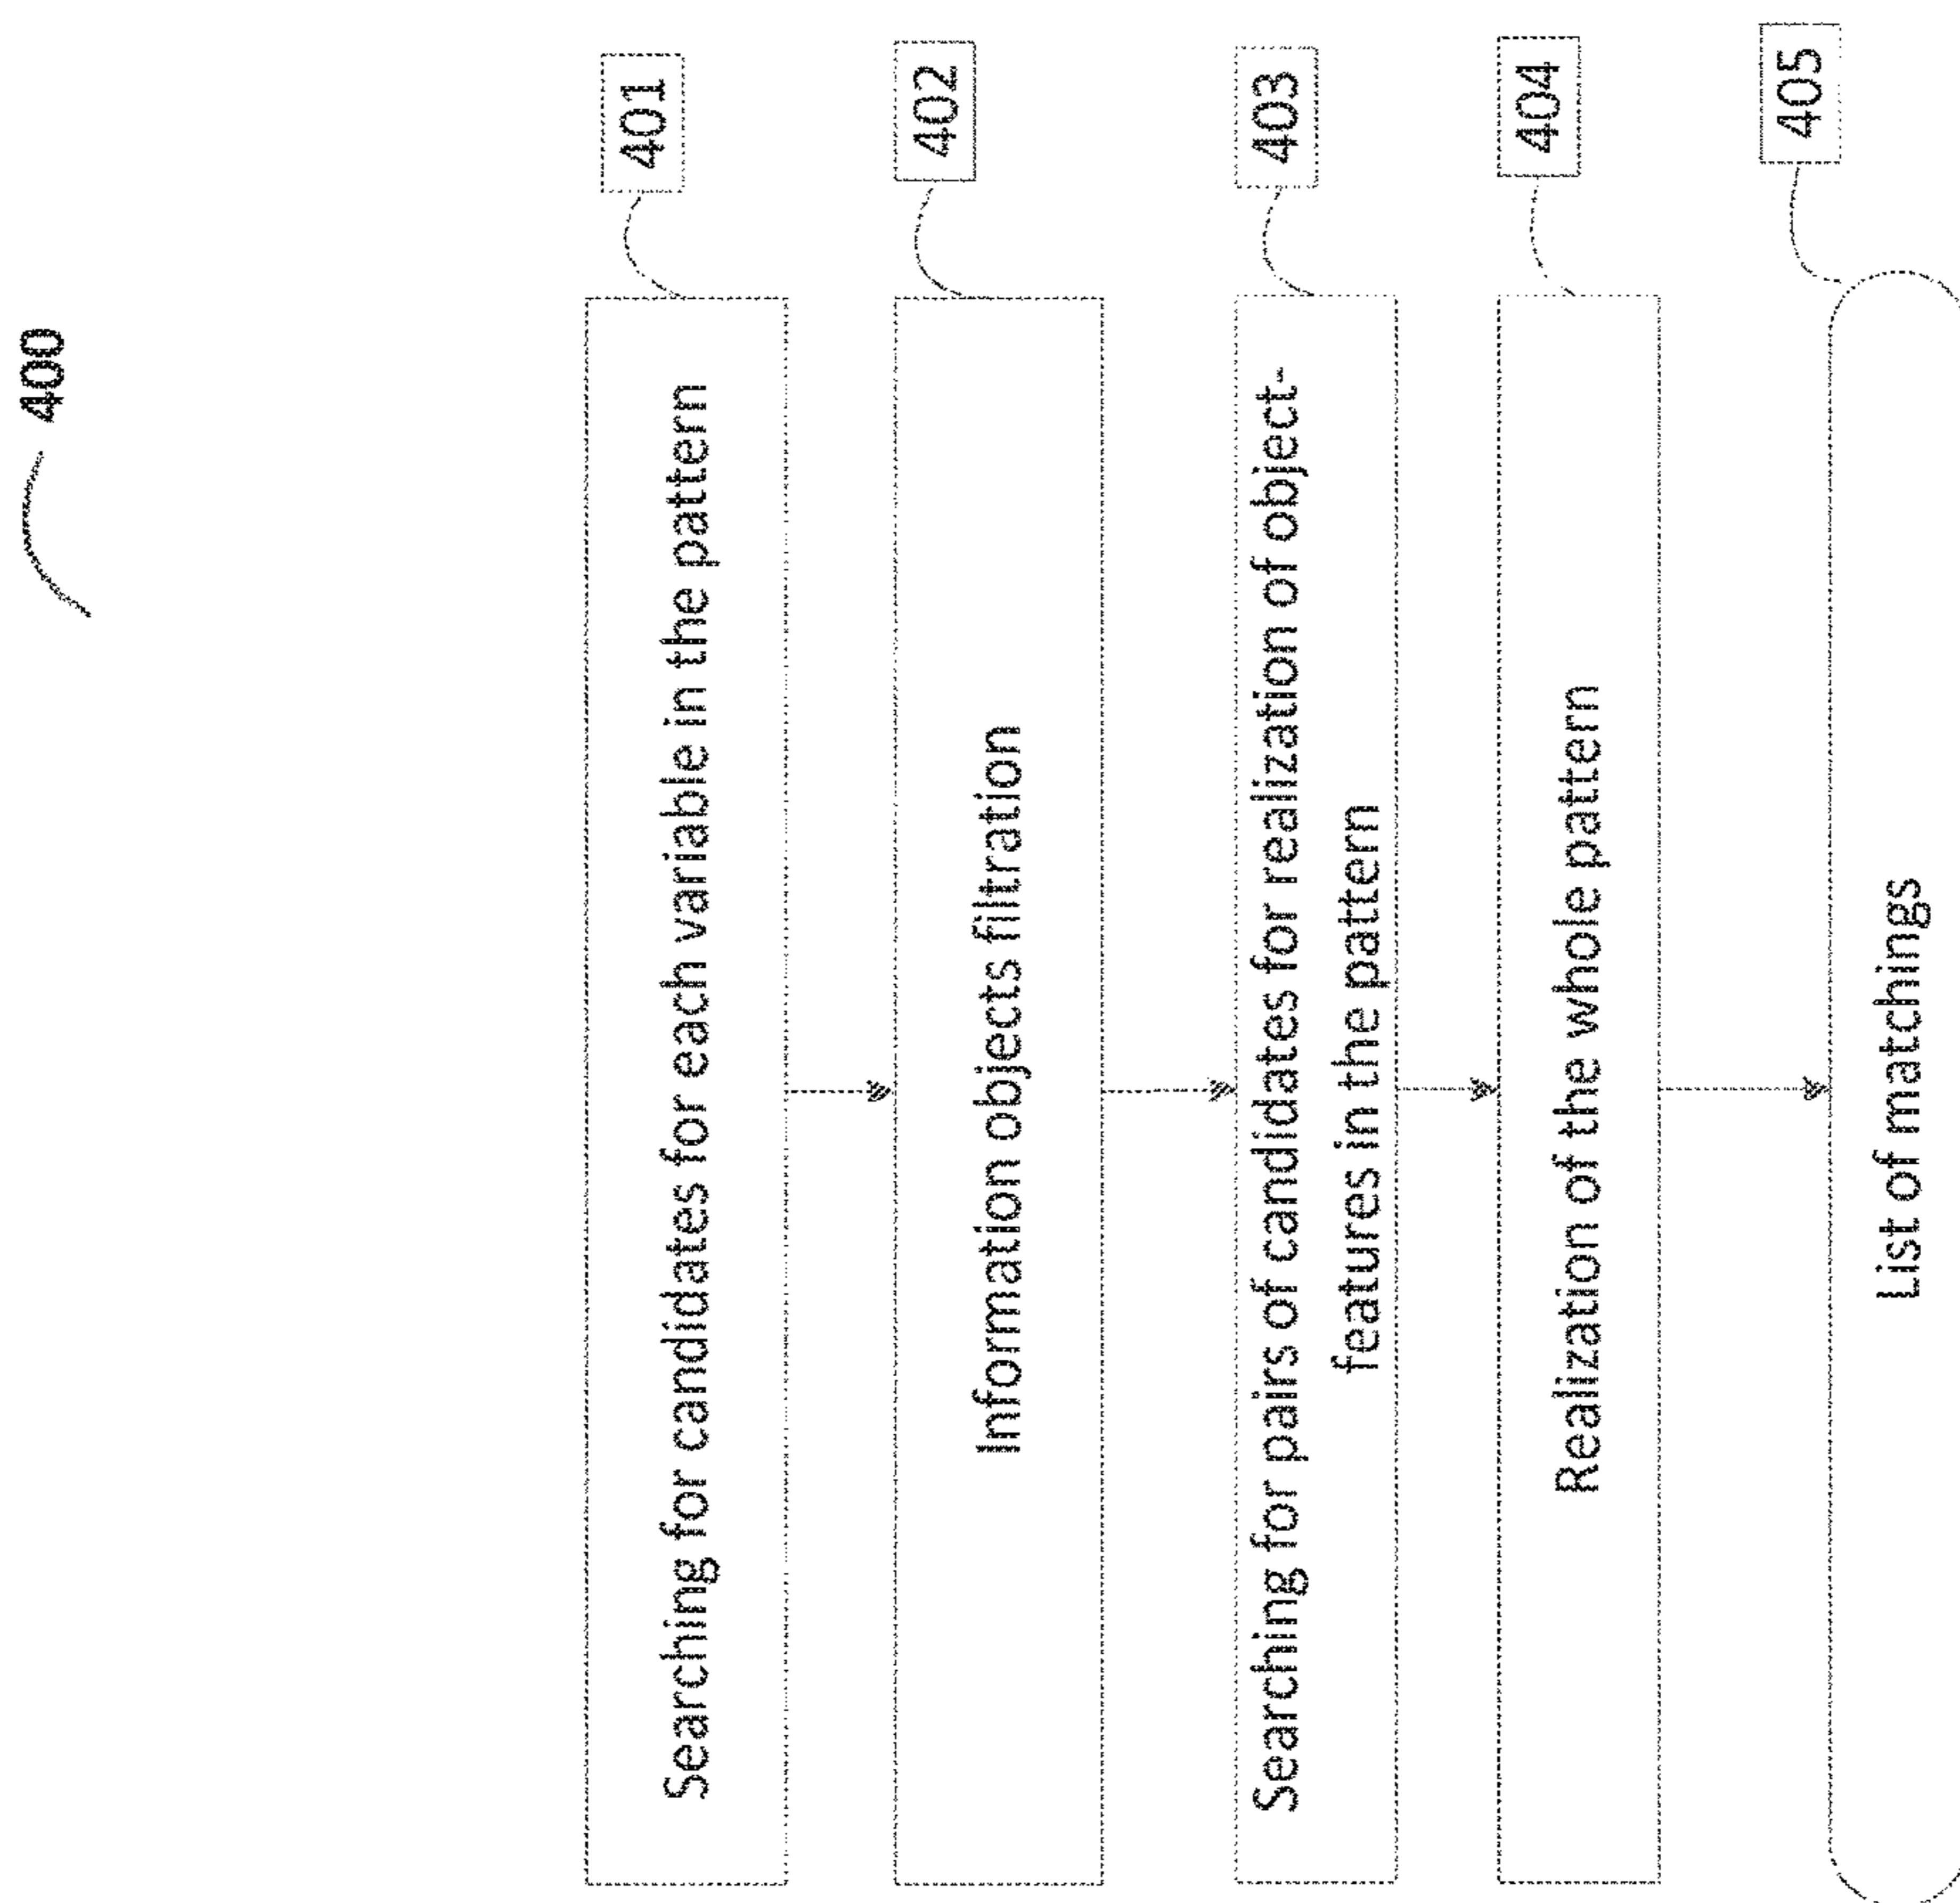 400
401
Searching for candidates for each variable in the pattern
402
Information objects filtration
403
Searching for pairs of candidates for realization of object-
features in the pattern
404
Realization of the whole pattern
405
List of matchings